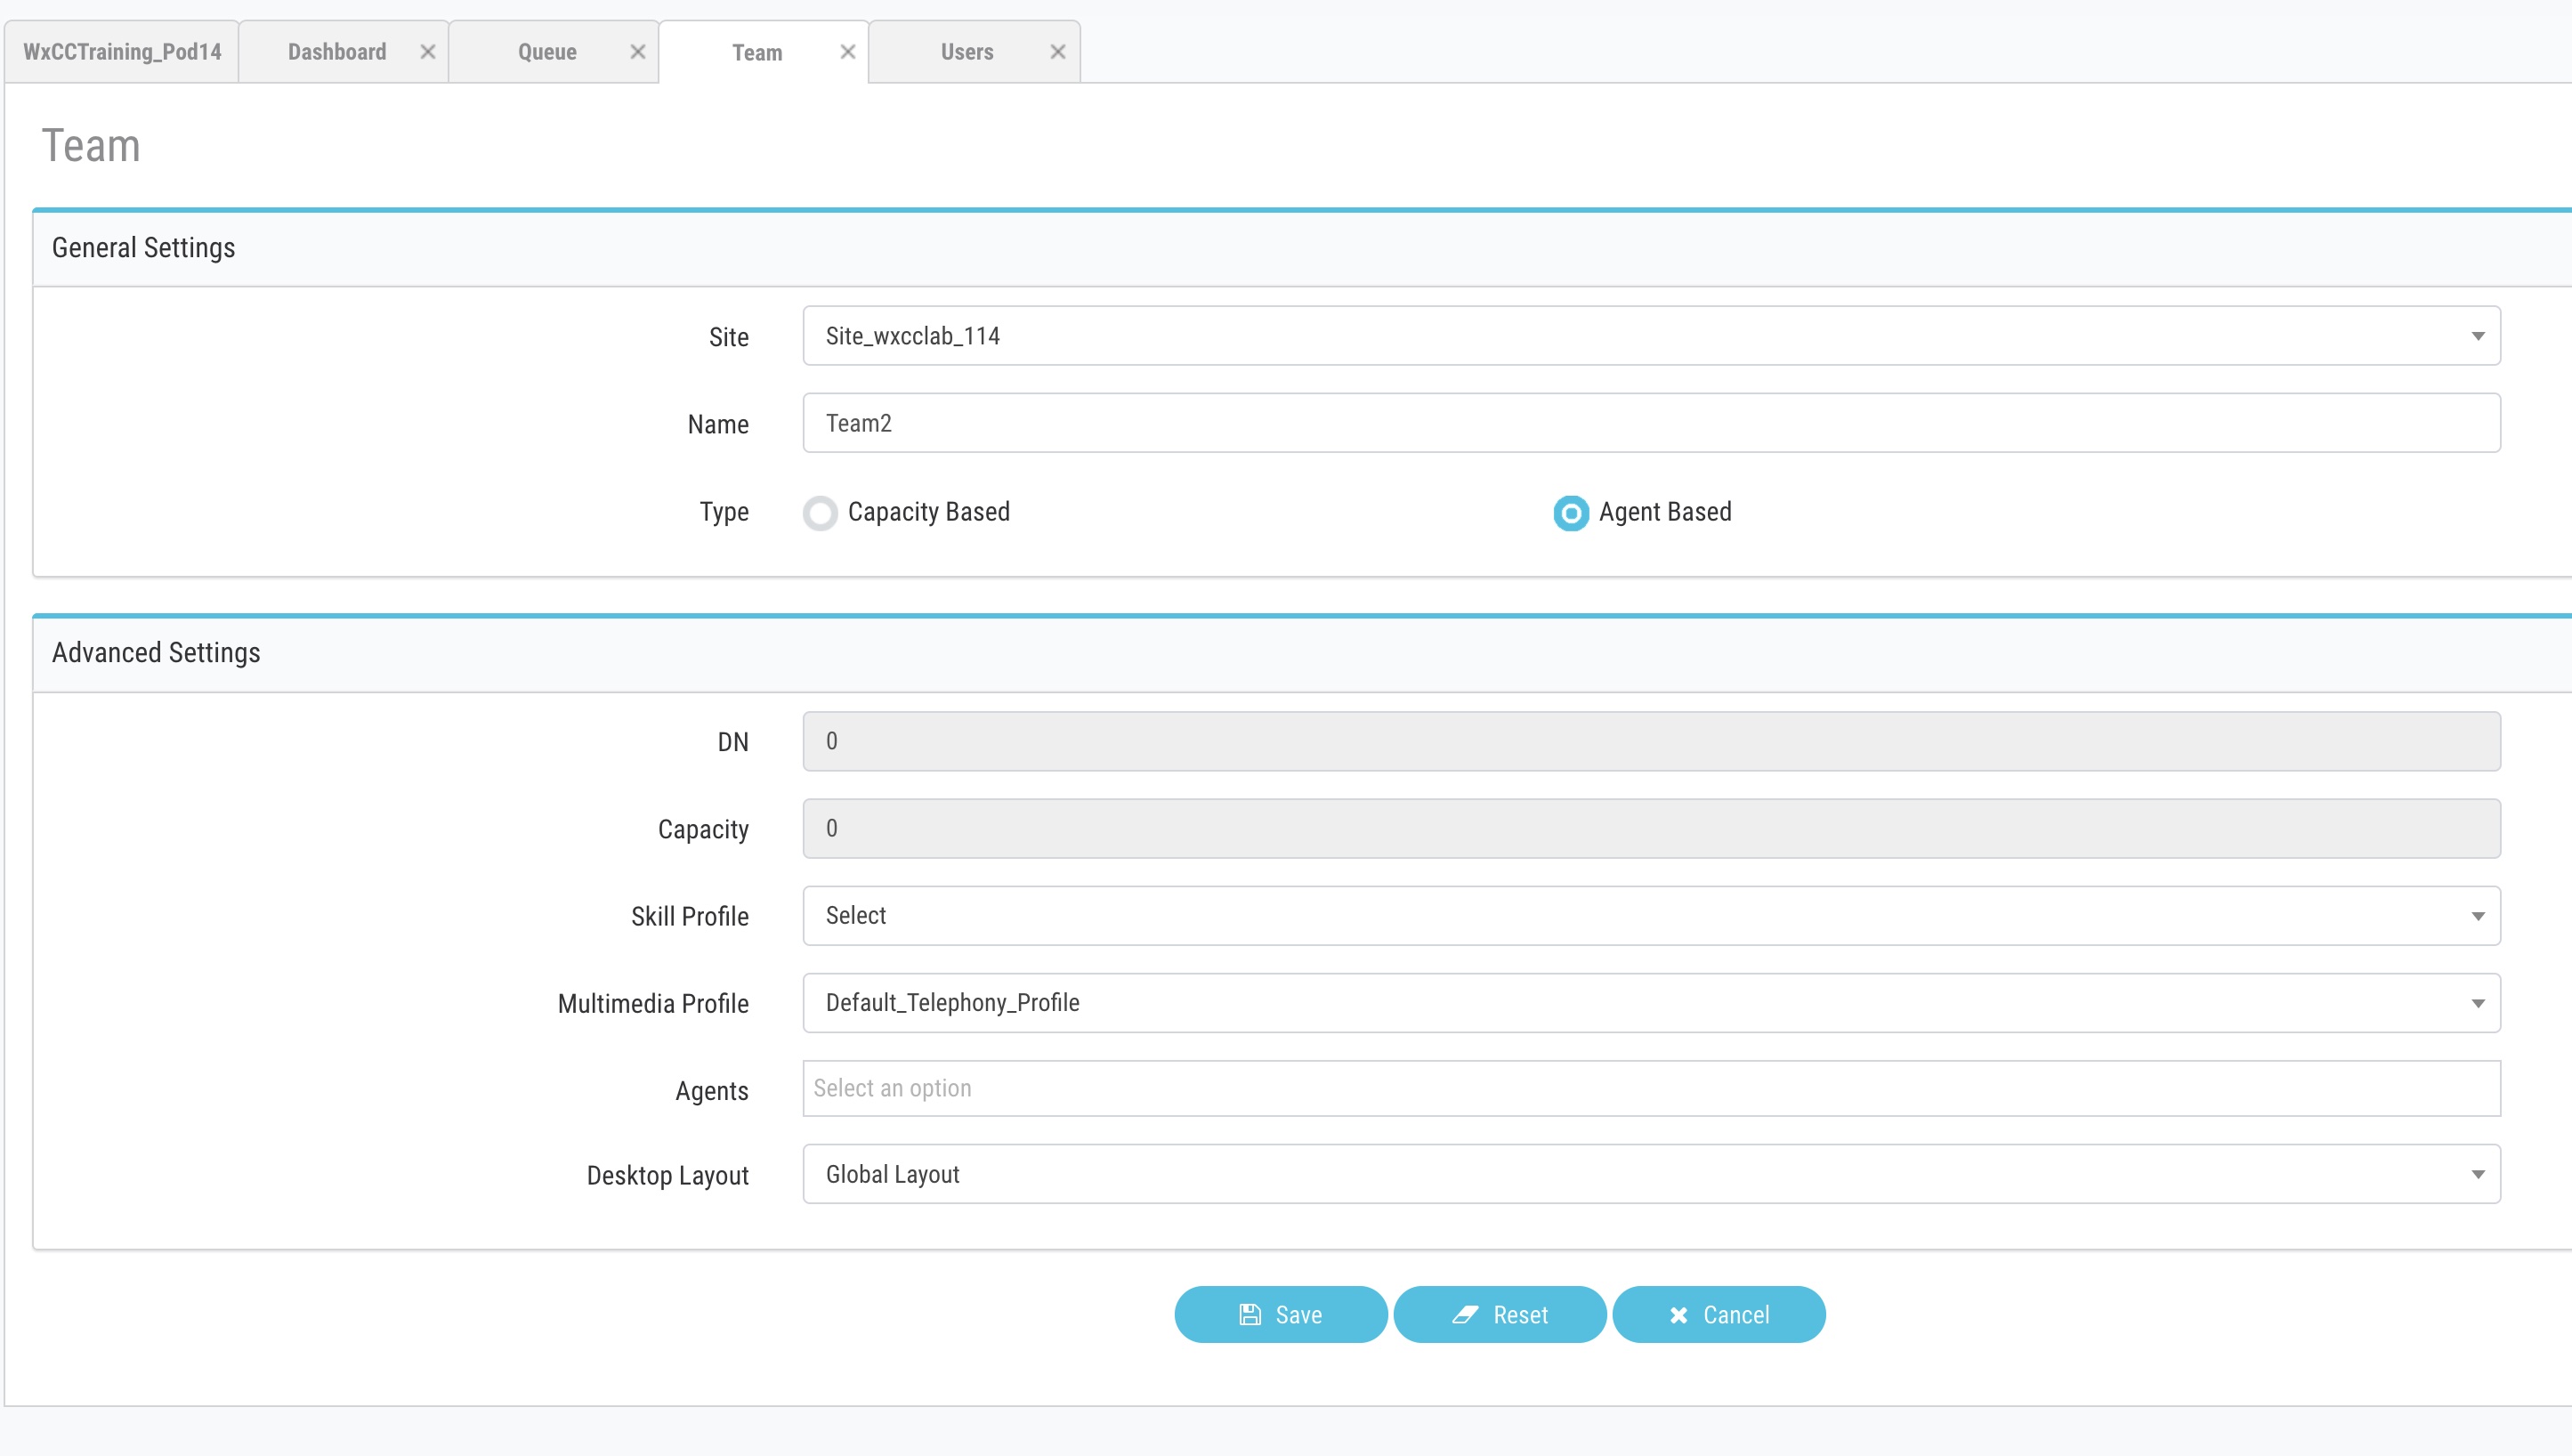 WxCCTraining_Pod14 Dashboard Queue Team Users
Team
General Settings
Site Site_wxcclab_114
Name Team2
Type Capacity Based Agent Based
Advanced Settings
DN 0
Capacity 0
Skill Profile Select
Multimedia Profile Default_Telephony_Profile
Agents Select an option
Desktop Layout Global Layout
Save Reset Cancel